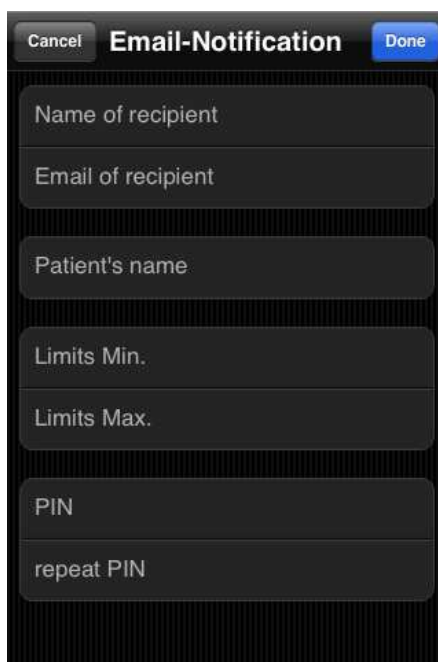 Cancel Email-Notification Done
Name of recipient
Email of recipient
Patient's name
Limits Min.
Limits Max.
PIN
repeat PIN